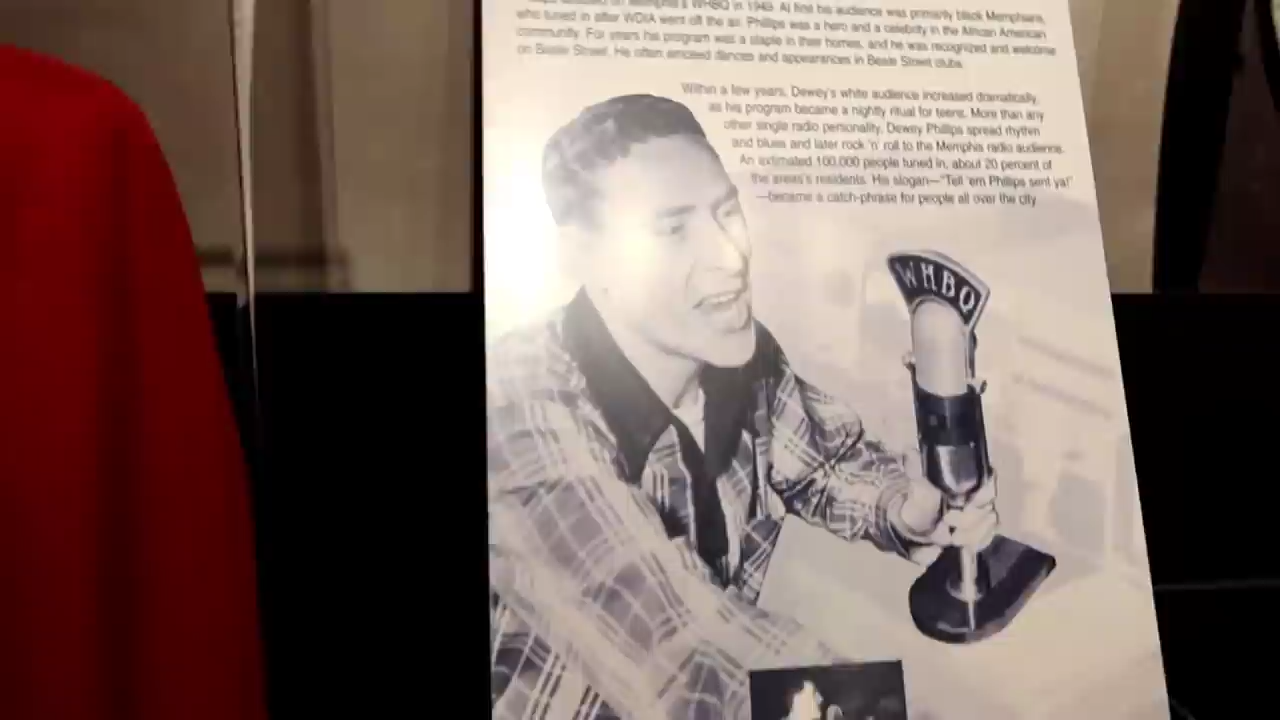 on Memphis's WHBQ in 1949. At first his audience was primarily black Memphians,
who tuned in after WDIA went off the air. Phillips was a hero and a celebrity in the African American
community. For years his program was a staple in their homes, and he was recognized and welcome
on Beale Street. He often emceed dances and appearances in Beale Street clubs.
Within a few years, Dewey's white audience increased dramatically,
as his program became a nightly ritual for teens. More than any
other single radio personality, Dewey Phillips spread rhythm
and blues and later rock 'n' roll to the Memphis radio audience.
An estimated 100,000 people tuned in, about 20 percent of
the areas's residents. His slogan—"Tell 'em Phillips sent ya!"
—became a catch-phrase for people all over the city
WHBQ